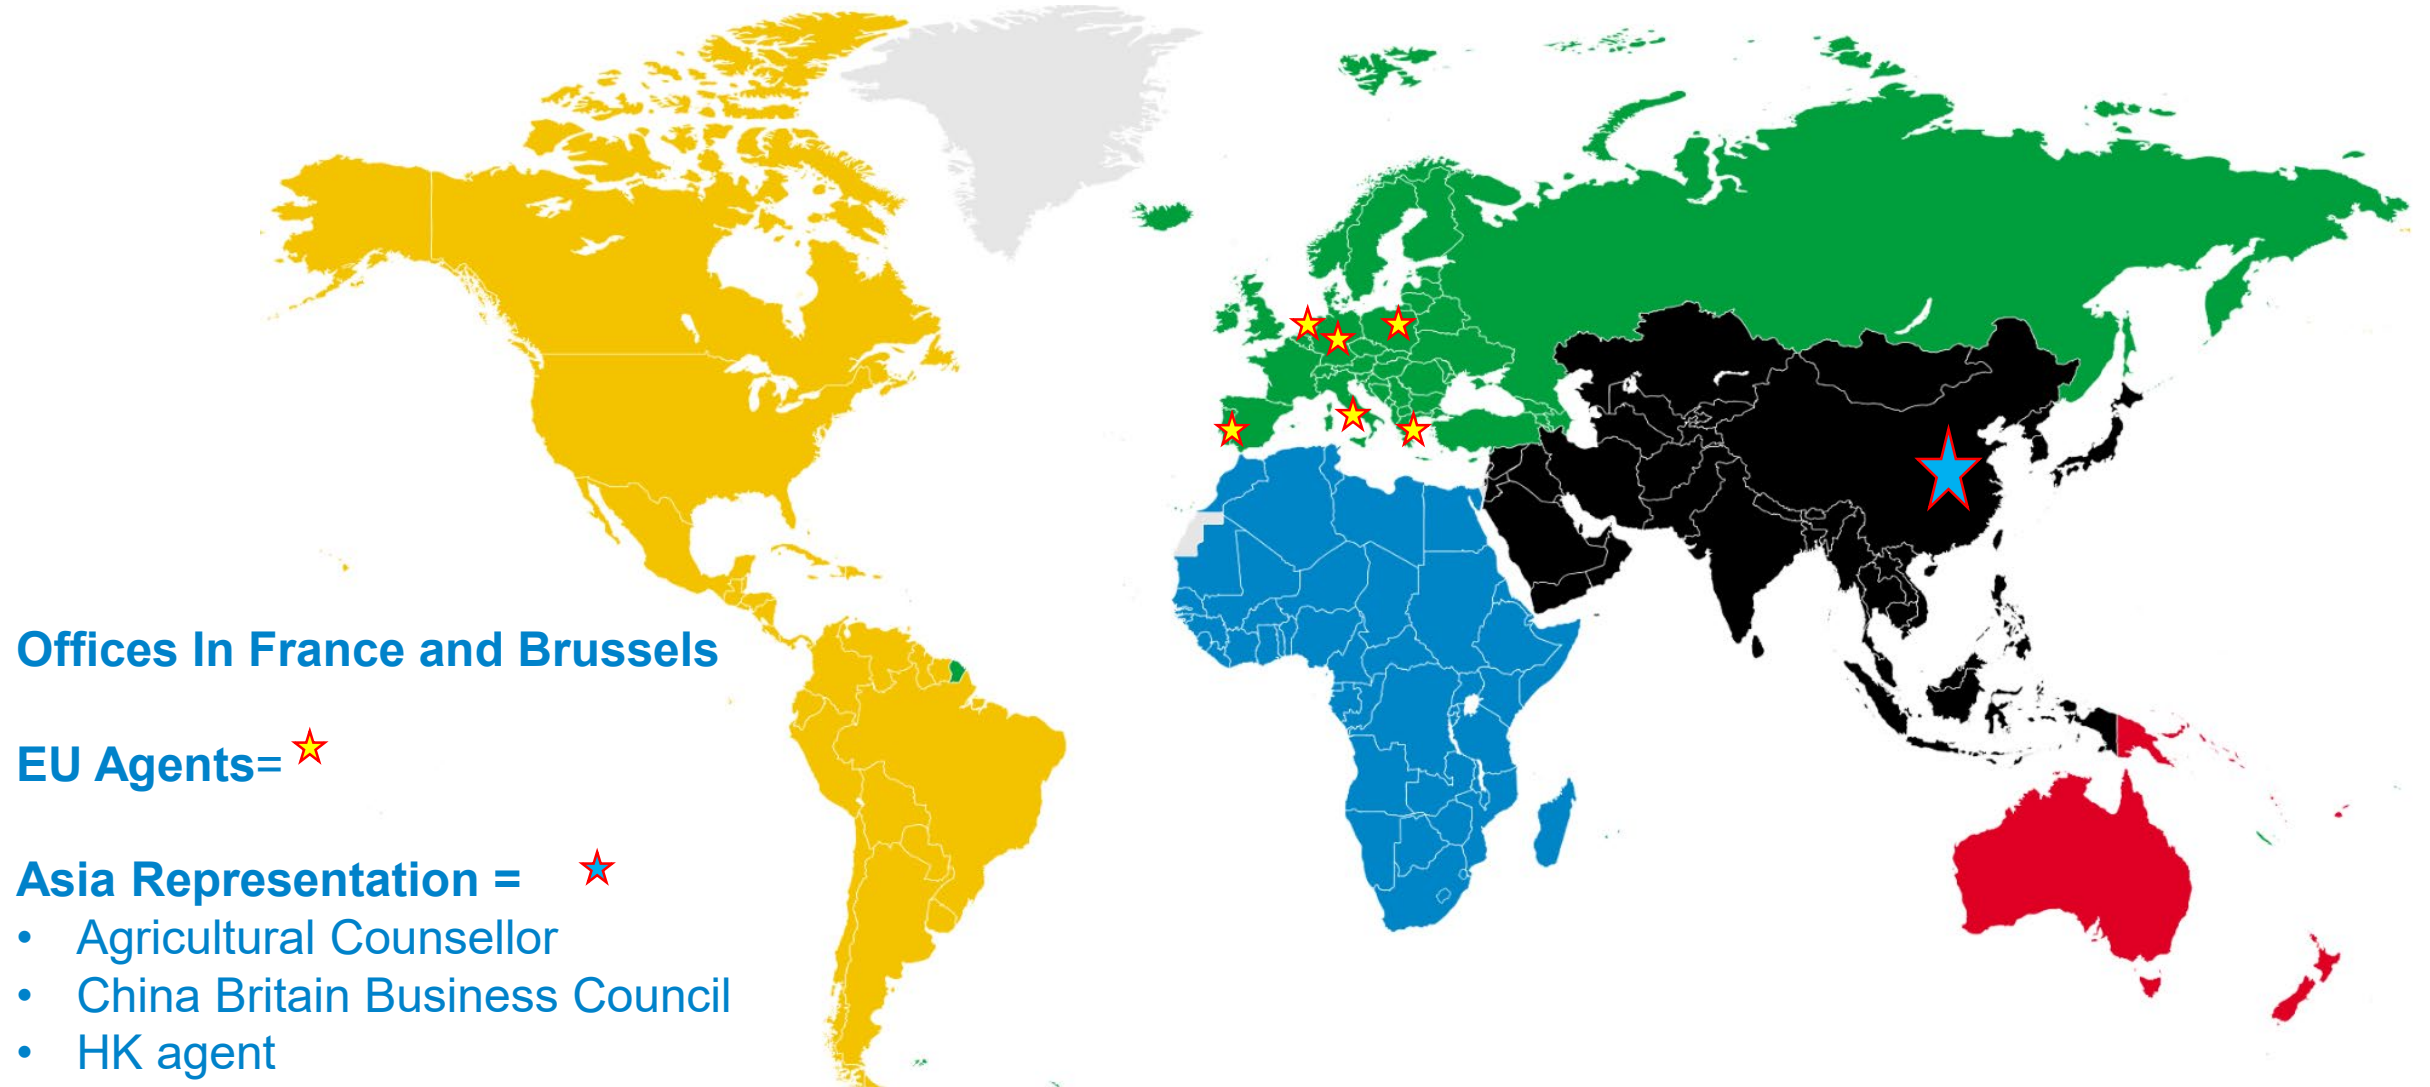 Offices In France and Brussels
EU Agents=
Asia Representation =
• Agricultural Counsellor
• China Britain Business Council
• HK agent